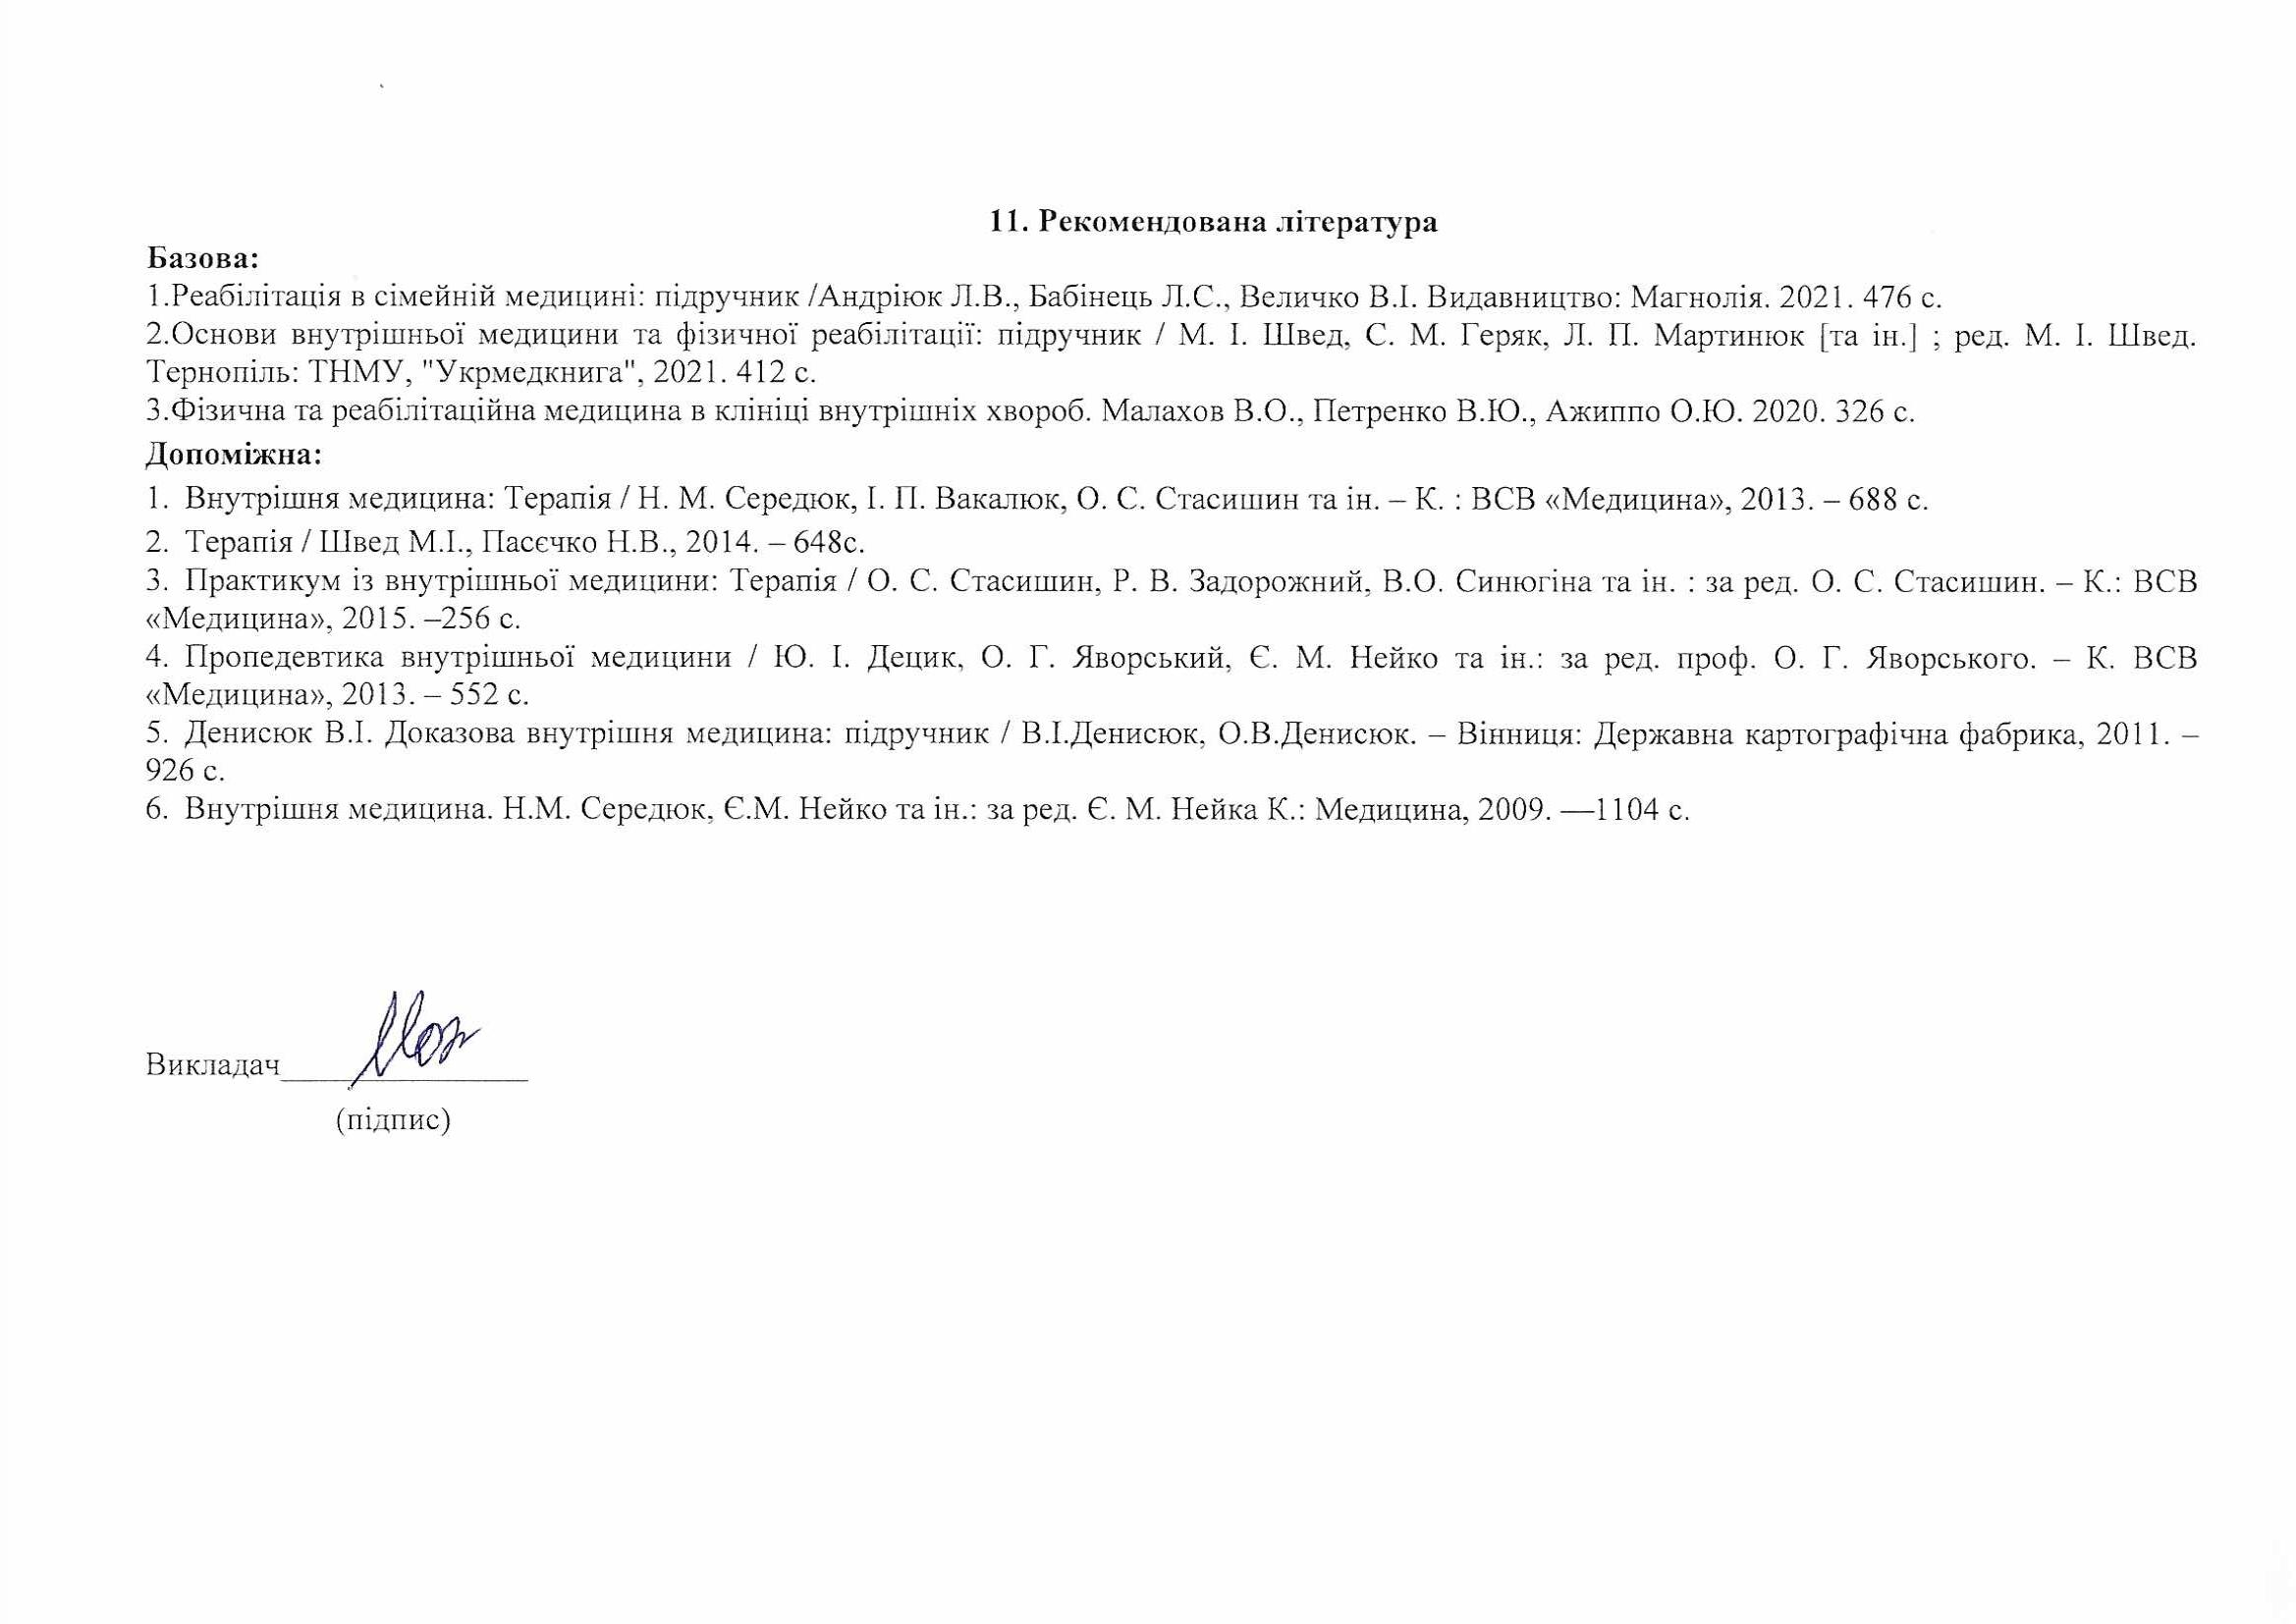 11. Рекомендована література
Базова:
1.Реабілітація в сімейній медицині: підручник /Андріюк Л.В., Бабінець Л.С., Величко В.І. Видавництво: Магнолія. 2021. 476 с.
2.Основи внутрішньої медицини та фізичної реабілітації: підручник / М. І. Швед, С. М. Геряк, Л. П. Мартинюк [та ін.] ; ред. М. І. Швед.
Тернопіль: ТНМУ, "Укрмедкнига", 2021. 412 с.
3.Фізична та реабілітаційна медицина в клініці внутрішніх хвороб. Малахов В.О., Петренко В.Ю., Ажиппо О.Ю. 2020. 326 с.
Допоміжна:
1. Внутрішня медицина: Терапія / Н. М. Середюк, І. П. Вакалюк, О. С. Стасишин та ін. – К. : ВСВ «Медицина», 2013. – 688 с.
2. Терапія / Швед М.І., Пасєчко Н.В., 2014. – 648с.
3. Практикум із внутрішньої медицини: Терапія / О. С. Стасишин, Р. В. Задорожний, В.О. Синюгіна та ін. : за ред. О. С. Стасишин. – К.: ВСВ
«Медицина», 2015. –256 с.
4. Пропедевтика внутрішньої медицини / Ю. І. Децик, О. Г. Яворський, Є. М. Нейко та ін.: за ред. проф. О. Г. Яворського. – К. ВСВ
«Медицина», 2013. – 552 с.
5. Денисюк В.І. Доказова внутрішня медицина: підручник / В.І.Денисюк, О.В.Денисюк. – Вінниця: Державна картографічна фабрика, 2011. –
926 с.
6. Внутрішня медицина. Н.М. Середюк, Є.М. Нейко та ін.: за ред. Є. М. Нейка К.: Медицина, 2009. —1104 с.
Викладач
(підпис)